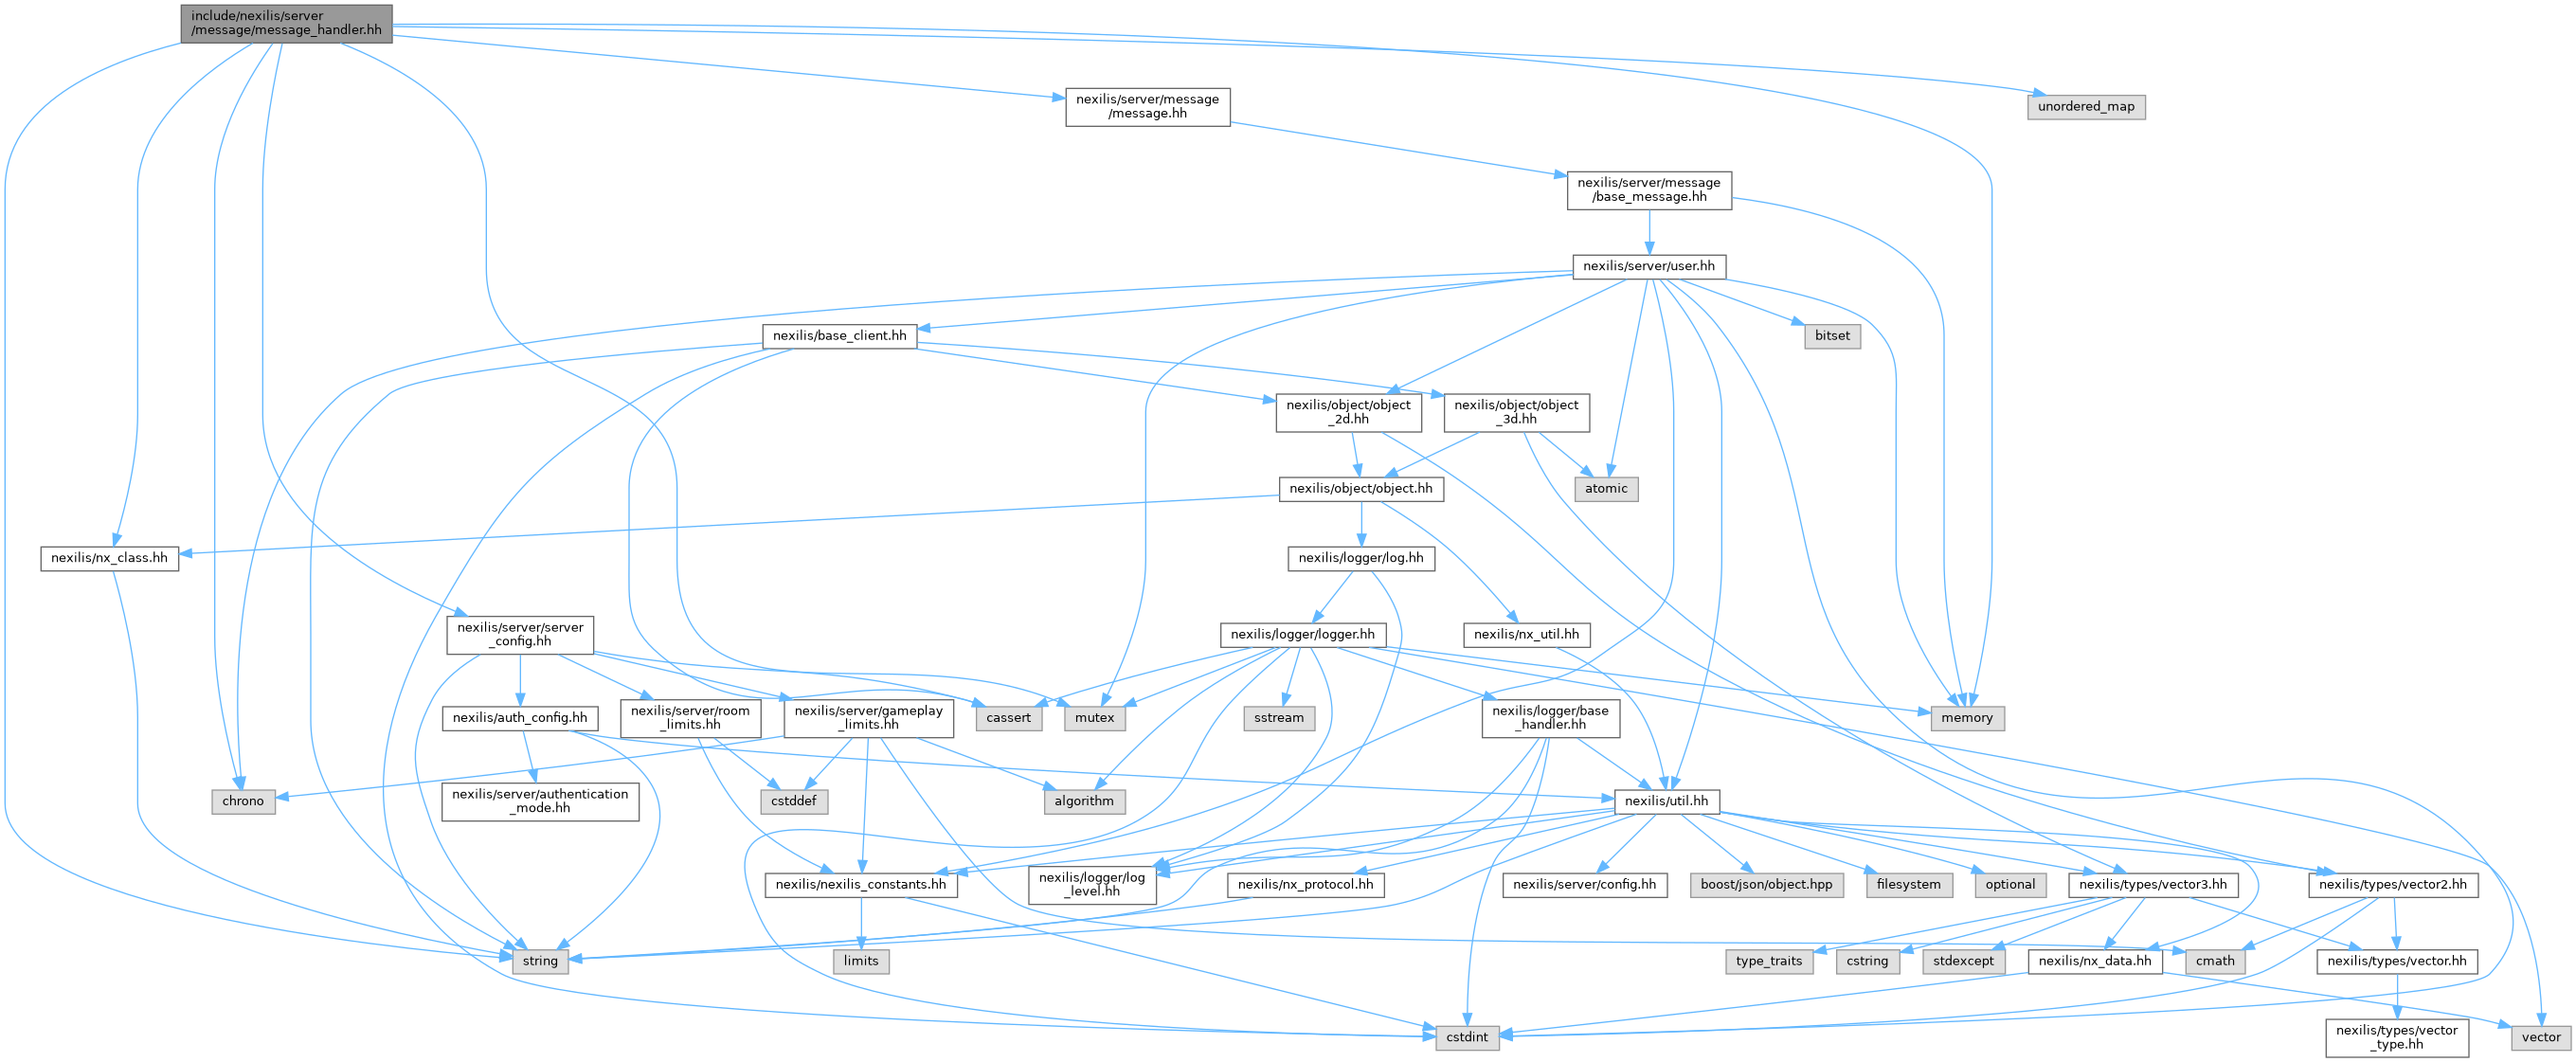 include/nexilis/server
/message/message_handler.hh
nexilis/server/message
/message.hh
unordered_map
nexilis/server/message
/base_message.hh
nexilis/server/user.hh
nexilis/base_client.hh
bitset
nexilis/object/object
_2d.hh
nexilis/object/object
_3d.hh
nexilis/object/object.hh
atomic
nexilis/nx_class.hh
nexilis/logger/log.hh
nexilis/server/server
_config.hh
nexilis/logger/logger.hh
nexilis/nx_util.hh
nexilis/auth_config.hh
nexilis/server/room
_limits.hh
nexilis/server/gameplay
_limits.hh
cassert
mutex
sstream
nexilis/logger/base
_handler.hh
memory
chrono
nexilis/server/authentication
_mode.hh
cstddef
algorithm
nexilis/util.hh
nexilis/nexilis_constants.hh
nexilis/logger/log
_level.hh
nexilis/nx_protocol.hh
nexilis/server/config.hh
boost/json/object.hpp
filesystem
optional
nexilis/types/vector3.hh
nexilis/types/vector2.hh
string
limits
type_traits
cstring
stdexcept
nexilis/nx_data.hh
cmath
nexilis/types/vector.hh
cstdint
nexilis/types/vector
_type.hh
vector